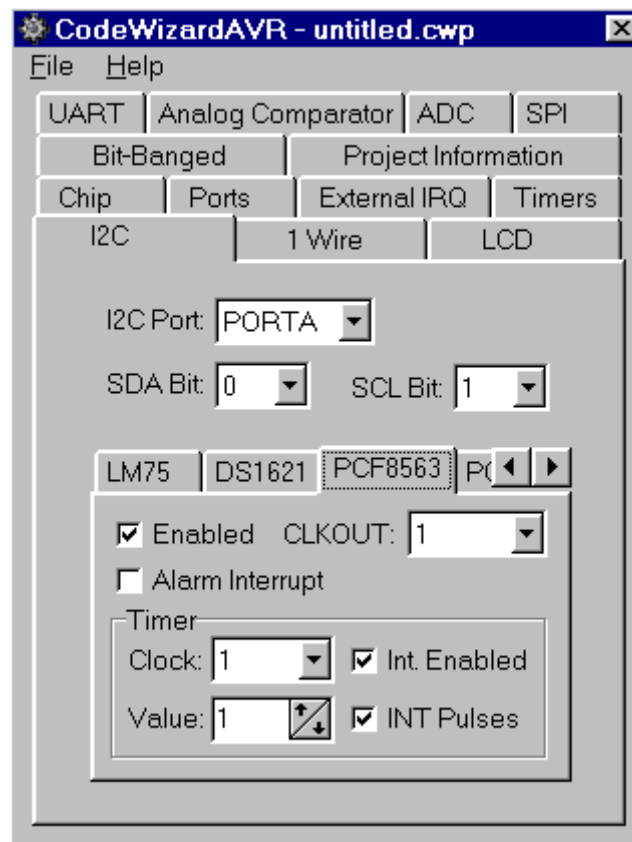 CodeWizardAVR - untitled.cwp
File Help
UART Analog Comparator ADC SPI
Bit-Banged Project Information
Chip Ports External IRQ Timers
I2C 1 Wire LCD
I2C Port: PORTA
SDA Bit: 0 SCL Bit: 1
LM75 DS1621 PCF8563
Enabled CLKOUT: 1
Alarm Interrupt
Timer
Clock: 1 Int. Enabled
Value: 1 INT Pulses